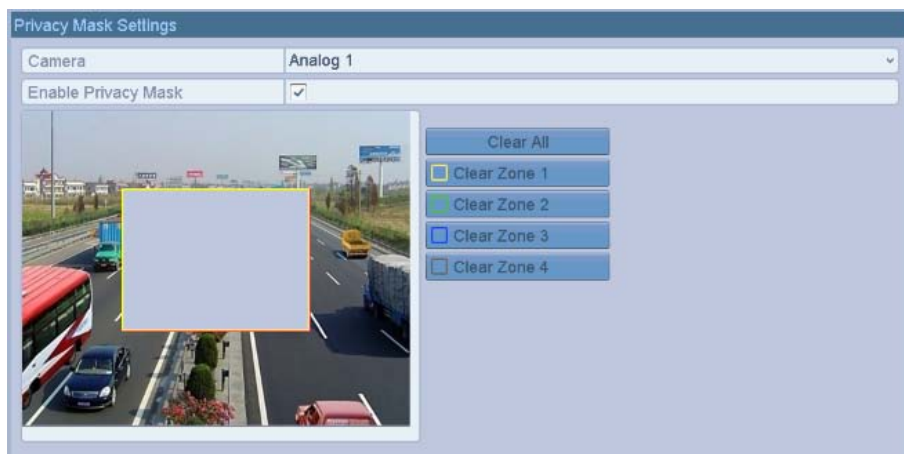 Privacy Mask Settings
Camera Analog 1
Enable Privacy Mask
Clear All
Clear Zone 1
Clear Zone 2
Clear Zone 3
Clear Zone 4